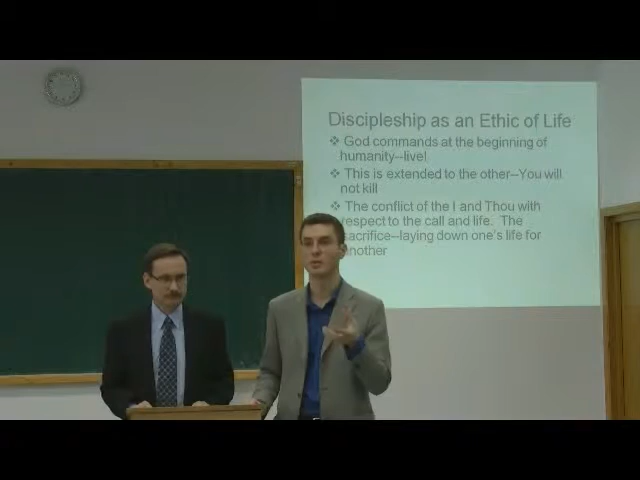 Discipleship as an Ethic of Life
❖ God commands at the beginning of
humanity--live!
❖ This is extended to the other--You will
not kill
❖ The conflict of the I and Thou with
respect to the call and life. The
sacrifice--laying down one's life for
another